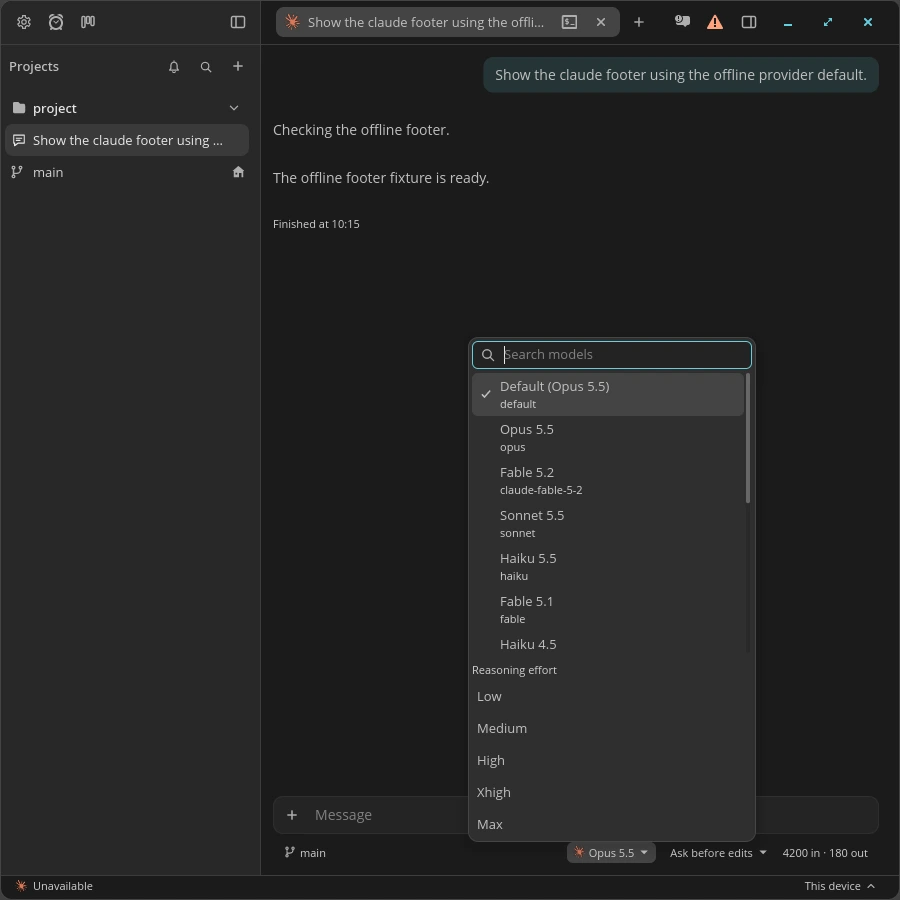 Show the claude footer using the offli...
Projects
project
Show the claude footer using ...
main
Show the claude footer using the offline provider default.
Checking the offline footer.
The offline footer fixture is ready.
Finished at 10:15
Search models
Default (Opus 5.5)
default
Opus 5.5
opus
Fable 5.2
claude-fable-5-2
Sonnet 5.5
sonnet
Haiku 5.5
haiku
Fable 5.1
fable
Haiku 4.5
Reasoning effort
Low
Medium
High
Xhigh
Max
Message
main
Opus 5.5
Ask before edits
4200 in · 180 out
Unavailable
This device